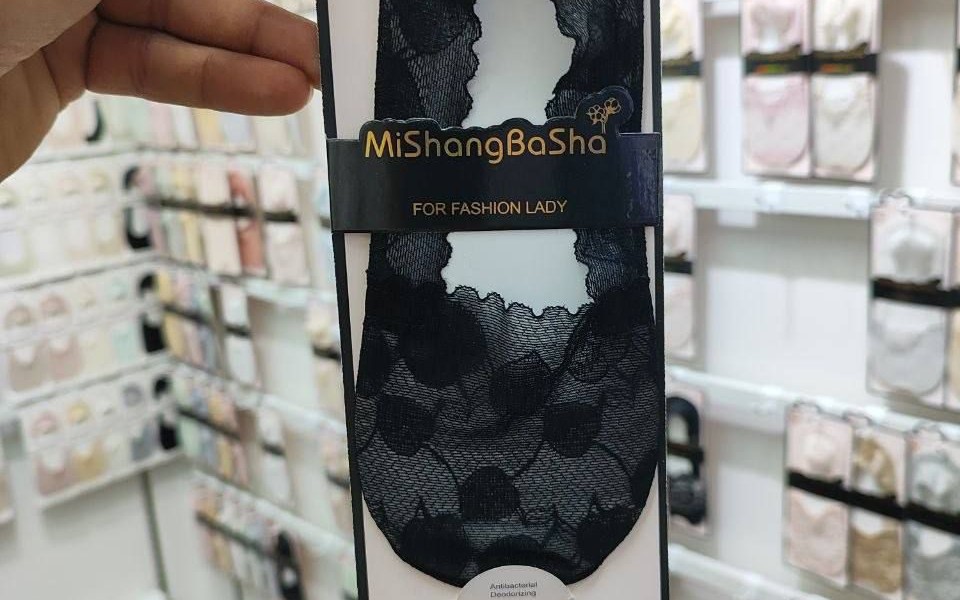 MiShangBaSha
FOR FASHION LADY
Antibacterial
Deodorizing